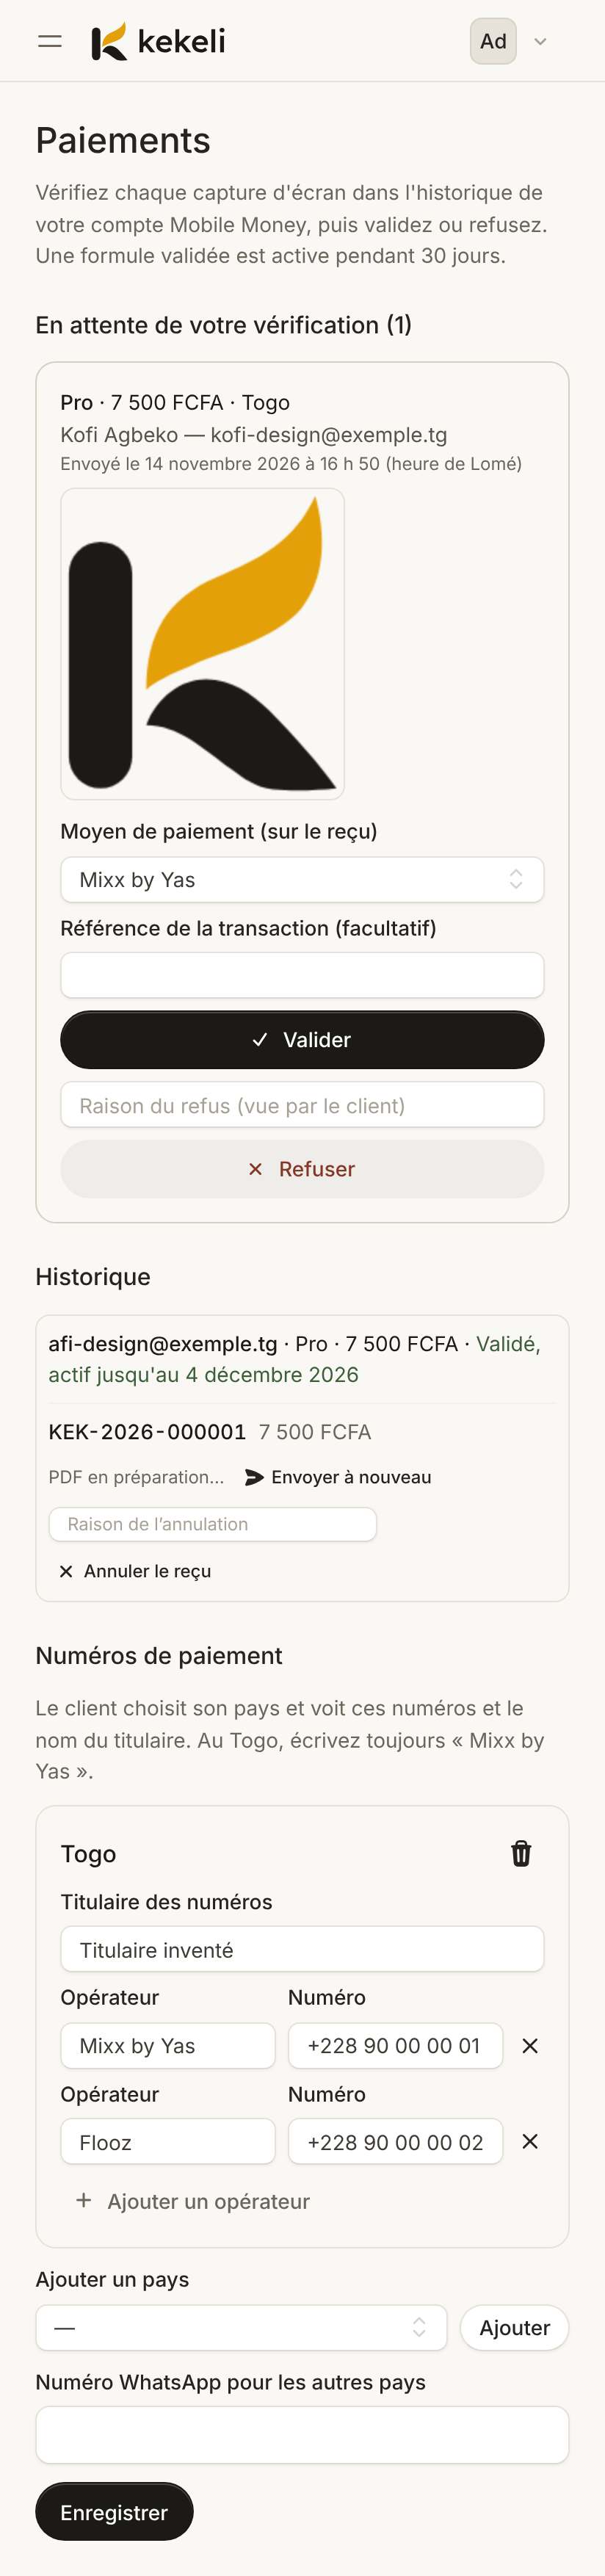 kekeli
Ad
Paiements
Vérifiez chaque capture d'écran dans l'historique de
votre compte Mobile Money, puis validez ou refusez.
Une formule validée est active pendant 30 jours.
En attente de votre vérification (1)
Pro · 7 500 FCFA · Togo
Kofi Agbeko — kofi-design@exemple.tg
Envoyé le 14 novembre 2026 à 16 h 50 (heure de Lomé)
Moyen de paiement (sur le reçu)
Mixx by Yas
Référence de la transaction (facultatif)
Valider
Raison du refus (vue par le client)
Refuser
Historique
afi-design@exemple.tg · Pro · 7 500 FCFA · Validé,
actif jusqu'au 4 décembre 2026
KEK-2026-000001 7 500 FCFA
PDF en préparation... Envoyer à nouveau
Raison de l’annulation
Annuler le reçu
Numéros de paiement
Le client choisit son pays et voit ces numéros et le
nom du titulaire. Au Togo, écrivez toujours « Mixx by
Yas ».
Togo
Titulaire des numéros
Titulaire inventé
Opérateur Numéro
Mixx by Yas +228 90 00 00 01
Opérateur Numéro
Flooz +228 90 00 00 02
Ajouter un opérateur
Ajouter un pays
— Ajouter
Numéro WhatsApp pour les autres pays
Enregistrer